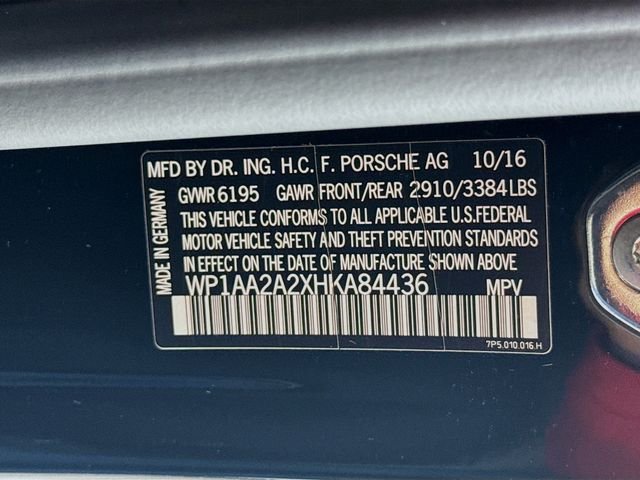 MFD BY DR. ING. H.C. F. PORSCHE AG 10/16
GVWR 6195 GAWR FRONT/REAR 2910/3384 LBS
THIS VEHICLE CONFORMS TO ALL APPLICABLE U.S.FEDERAL
MOTOR VEHICLE SAFETY AND THEFT PREVENTION STANDARDS
IN EFFECT ON THE DATE OF MANUFACTURE SHOWN ABOVE
WP1AA2A2XHKA84436 MPV
7P5.010.016.H
MADE IN GERMANY